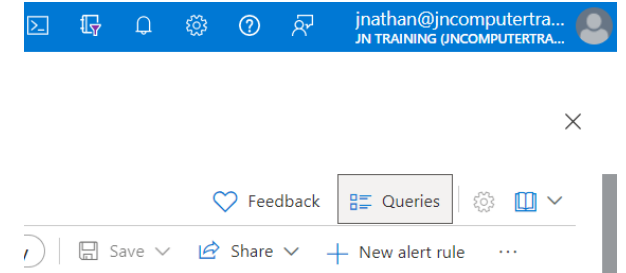 jnathan@jncomputertra...
JN TRAINING (JNCOMPUTERTRA...
Feedback Queries
Save Share New alert rule ...